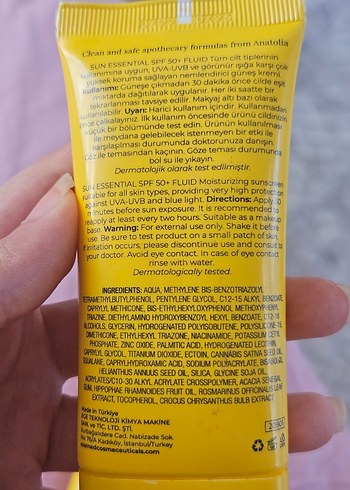 Clean and safe apothecary formulas from Anatolia
SUN ESSENTIAL SPF 50+ FLUID Tüm cilt tiplerinin
kullanımına uygun, UVA-UVB ve görünür ışığa karşı çok
yüksek koruma sağlayan nemlendirici güneş kremi.
Kullanımı: Güneşe çıkmadan 30 dakika önce cilde eşit
miktarda dağıtılarak uygulanır. Her iki saatte bir
tekrarlanması tavsiye edilir. Makyaj altı bazı olarak
kullanılabilir. Uyarı: Harici kullanım. Kullanmadan
önce çalkalayınız. İlk kullanım öncesinde ürünü cildinizin
küçük bir bölümünde test edin. Ürünün kullanılması
ile meydana gelebilecek istenmeyen bir etki ile
karşılaşması durumunda doktorunuza danışın.
Göz ile temasından kaçının. Göze teması durumunda
bol su ile yıkayın.
Dermatolojik olarak test edilmiştir.
SUN ESSENTIAL SPF 50+ FLUID Moisturizing sunscreen
suitable for all skin types, providing very high protection
against UVA-UVB and blue light. Directions: Apply 30
minutes before sun exposure. It is recommended to
reapply at least every two hours. Suitable as a makeup
base. Warning: For external use only. Shake it before
use. Be sure to test product on a small patch of skin.
If irritation occurs, please discontinue use and consult
your doctor. Avoid eye contact. In case of eye contact
rinse with water.
Dermatologically tested.
INGREDIENTS: AQUA, METHYLENE BIS-BENZOTRIAZOLYL
TETRAMETHYLBUTYLPHENOL, PENTYLENE GLYCOL, C12-15 ALKYL BENZOATE,
CAPRYLYL METHICONE, BIS-ETHYLHEXYLOXYPHENOL METHOXYPHENYL
TRIAZINE, DIETHYLAMINO HYDROXYBENZOYL HEXYL BENZOATE, C12-16
ALCOHOLS, GLYCERIN, HYDROGENATED POLYISOBUTENE, POLYSILICONE-15,
DIMETHICONE, ETHYLHEXYL TRIAZONE, NIACINAMIDE, POTASSIUM CETYL
PHOSPHATE, ZINC OXIDE, PALMITIC ACID, HYDROGENATED LECITHIN,
CAPRYLYL GLYCOL, TITANIUM DIOXIDE, ECTOIN, CANNABIS SATIVA SEED OIL,
SQUALANE, CAPRYLHYDROXAMIC ACID, SODIUM POLYACRYLATE, BISABOLOL,
HELIANTHUS ANNUUS SEED OIL, SILICA, GLYCINE SOJA OIL,
ACRYLATES/C10-30 ALKYL ACRYLATE CROSSPOLYMER, ACACIA SENEGAL
GUM, HIPPOPHAE RHAMNOIDES FRUIT OIL, ROSMARINUS OFFICINALIS LEAF
EXTRACT, TOCOPHEROL, CROCUS CHRYSANTHUS BULB EXTRACT
Made in Türkiye
EGE TEKNOLOJİ KİMYA MAKİNE
SAN. ve TİC. LTD. ŞTİ.
Kurbağalıdere Cad. Nabizade Sok.
No 76/A Kadıköy, İstanbul/Turkey